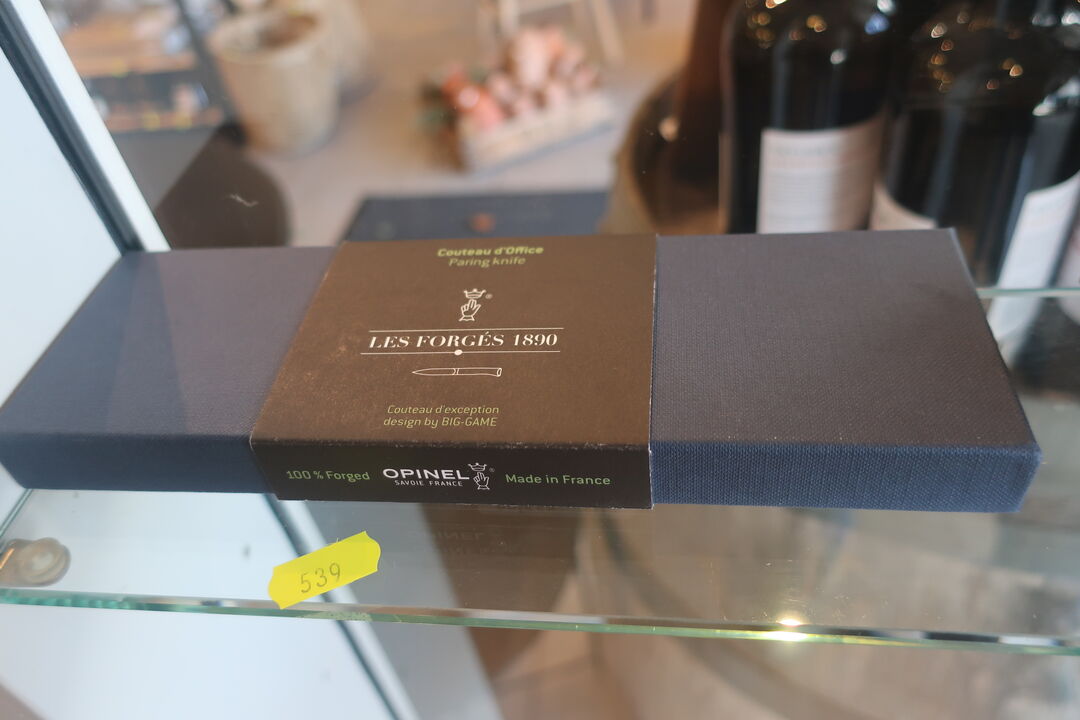 Couteau d'Office
Paring knife
®
LES FORGÉS 1890
Couteau d'exception
design by BIG-GAME
100 % Forged OPINEL ® Made in France
SAVOIE FRANCE
539